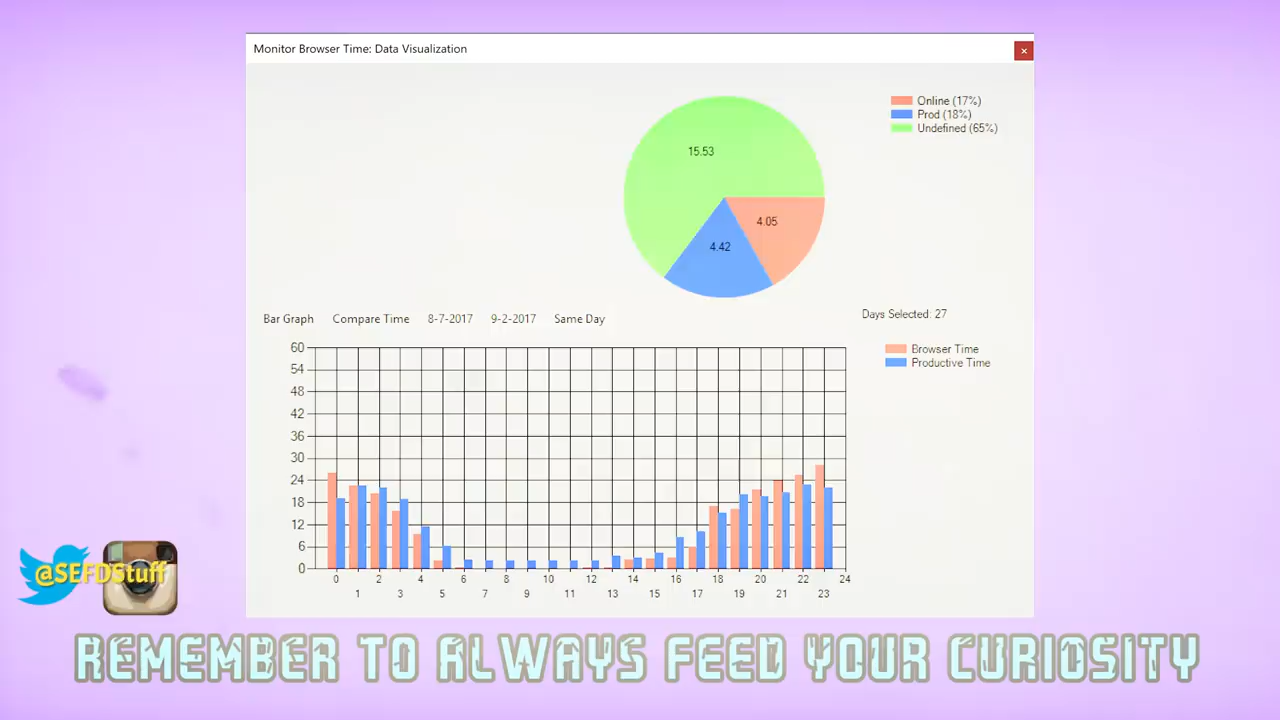 Monitor Browser Time: Data Visualization
×
Online (17%)
Prod (18%)
Undefined (65%)
15.53
4.05
4.42
Bar Graph Compare Time 8-7-2017 9-2-2017 Same Day
Days Selected: 27
Browser Time
Productive Time
60
54
48
42
36
30
24
18
12
6
0
0 2 4 6 8 10 12 14 16 18 20 22 24
1 3 5 7 9 11 13 15 17 19 21 23
@SEFDStuff
REMEMBER TO ALWAYS FEED YOUR CURIOSITY